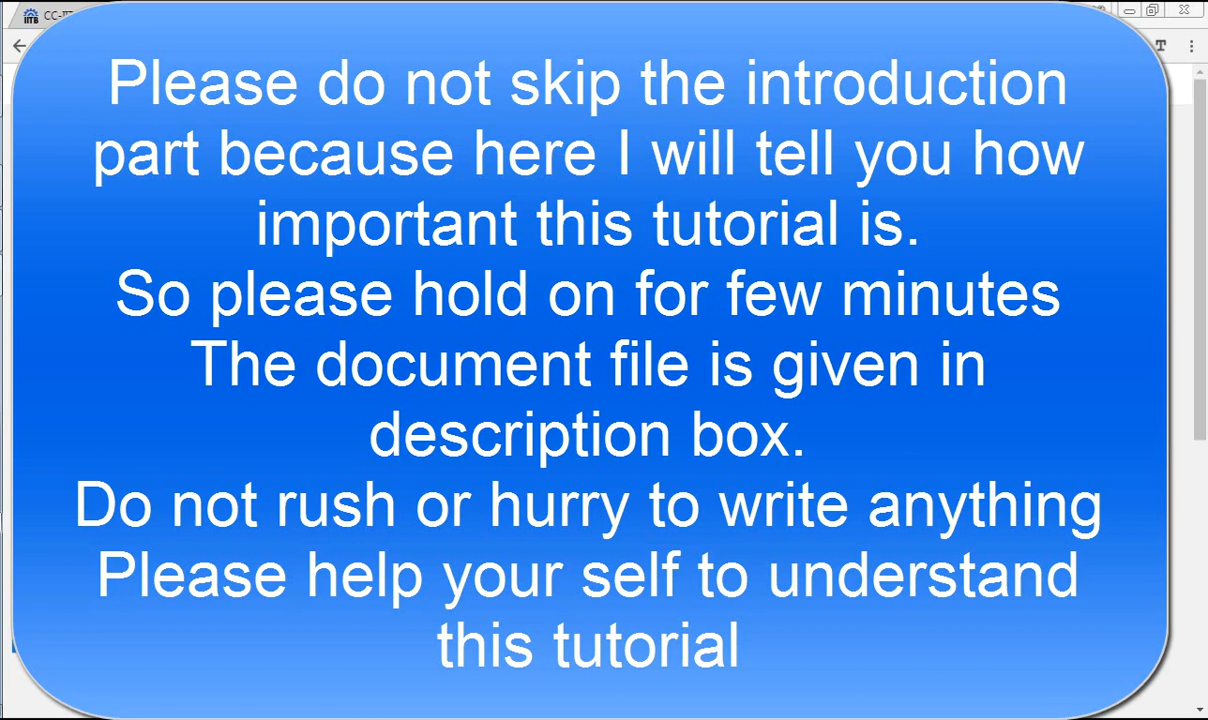 CC-IT
Please do not skip the introduction
part because here I will tell you how
important this tutorial is.
So please hold on for few minutes
The document file is given in
description box.
Do not rush or hurry to write anything
Please help your self to understand
this tutorial